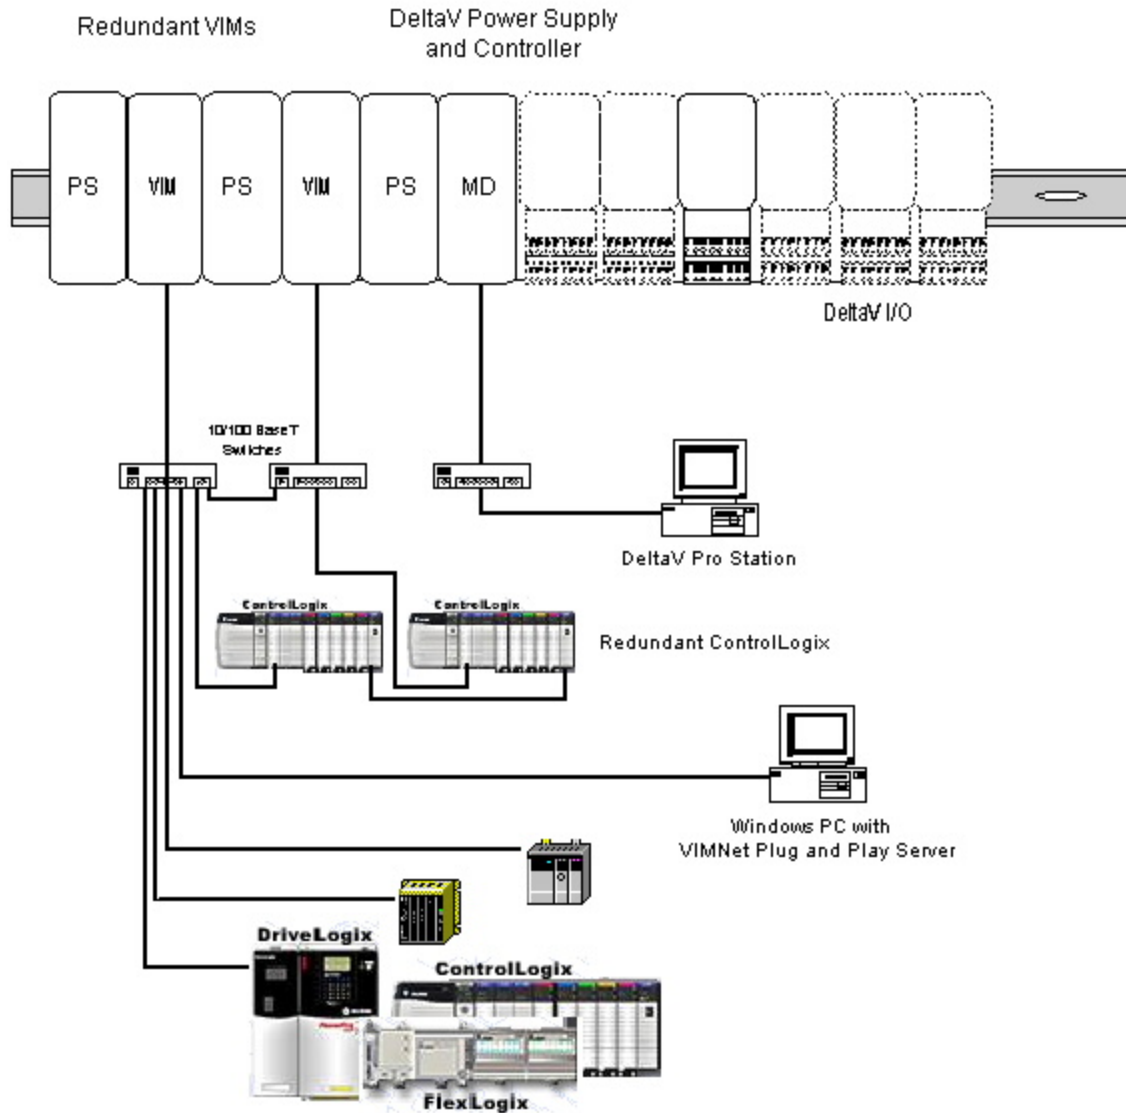 Redundant VIMs
DeltaV Power Supply
and Controller
PS
VIM
PS
VIM
PS
MD
DeltaV I/O
10/100 BaseT
Switches
DeltaV Pro Station
ControlLogix
ControlLogix
Redundant ControlLogix
Windows PC with
VIMNet Plug and Play Server
DriveLogix
ControlLogix
FlexLogix